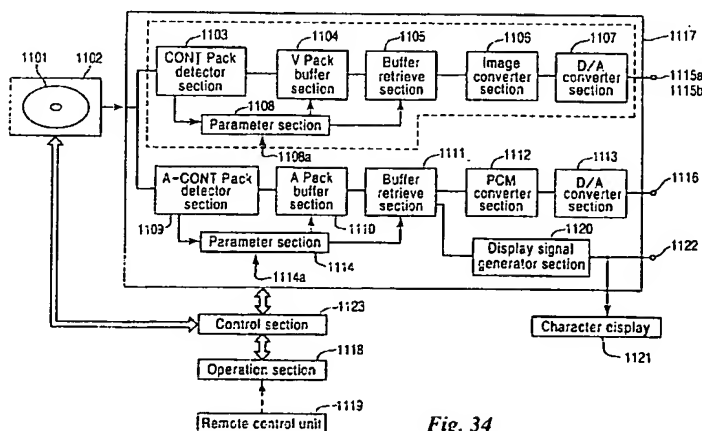 1101
1102
1103
CONT Pack
detector
section
1104
V Pack
buffer
section
1105
Buffer
retrieve
section
1106
Image
converter
section
1107
D/A
converter
section
1117
1115a
1115b
1108
Parameter section
1108a
A-CONT Pack
detector
section
1109
A Pack
buffer
section
1110
1111
Buffer
retrieve
section
1112
PCM
converter
section
1113
D/A
converter
section
1116
Parameter section
1114
1114a
1120
Display signal
generator section
1122
1123
Control section
Character display
1121
1118
Operation section
1119
Remote control unit
Fig. 34